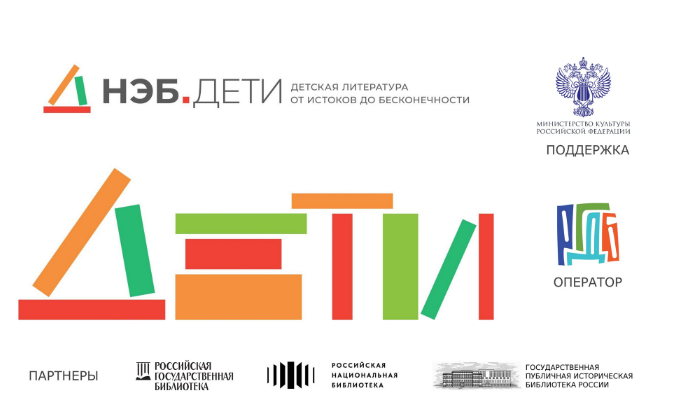 НЭБ.ДЕТИ
ДЕТСКАЯ ЛИТЕРАТУРА
ОТ ИСТОКОВ ДО БЕСКОНЕЧНОСТИ
МИНИСТЕРСТВО КУЛЬТУРЫ
РОССИЙСКОЙ ФЕДЕРАЦИИ
ПОДДЕРЖКА
ДЕТИ
РГДБ
ОПЕРАТОР
ПАРТНЕРЫ
РОССИЙСКАЯ
ГОСУДАРСТВЕННАЯ
БИБЛИОТЕКА
РОССИЙСКАЯ
НАЦИОНАЛЬНАЯ
БИБЛИОТЕКА
ГОСУДАРСТВЕННАЯ
ПУБЛИЧНАЯ ИСТОРИЧЕСКАЯ
БИБЛИОТЕКА РОССИИ